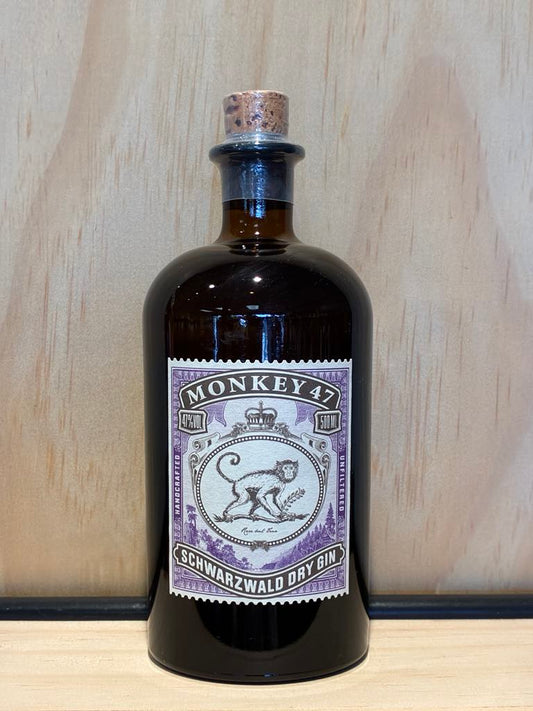 MONKEY 47
47%VOL
500 ML
HANDCRAFTED
UNFILTERED
SCHWARZWALD DRY GIN